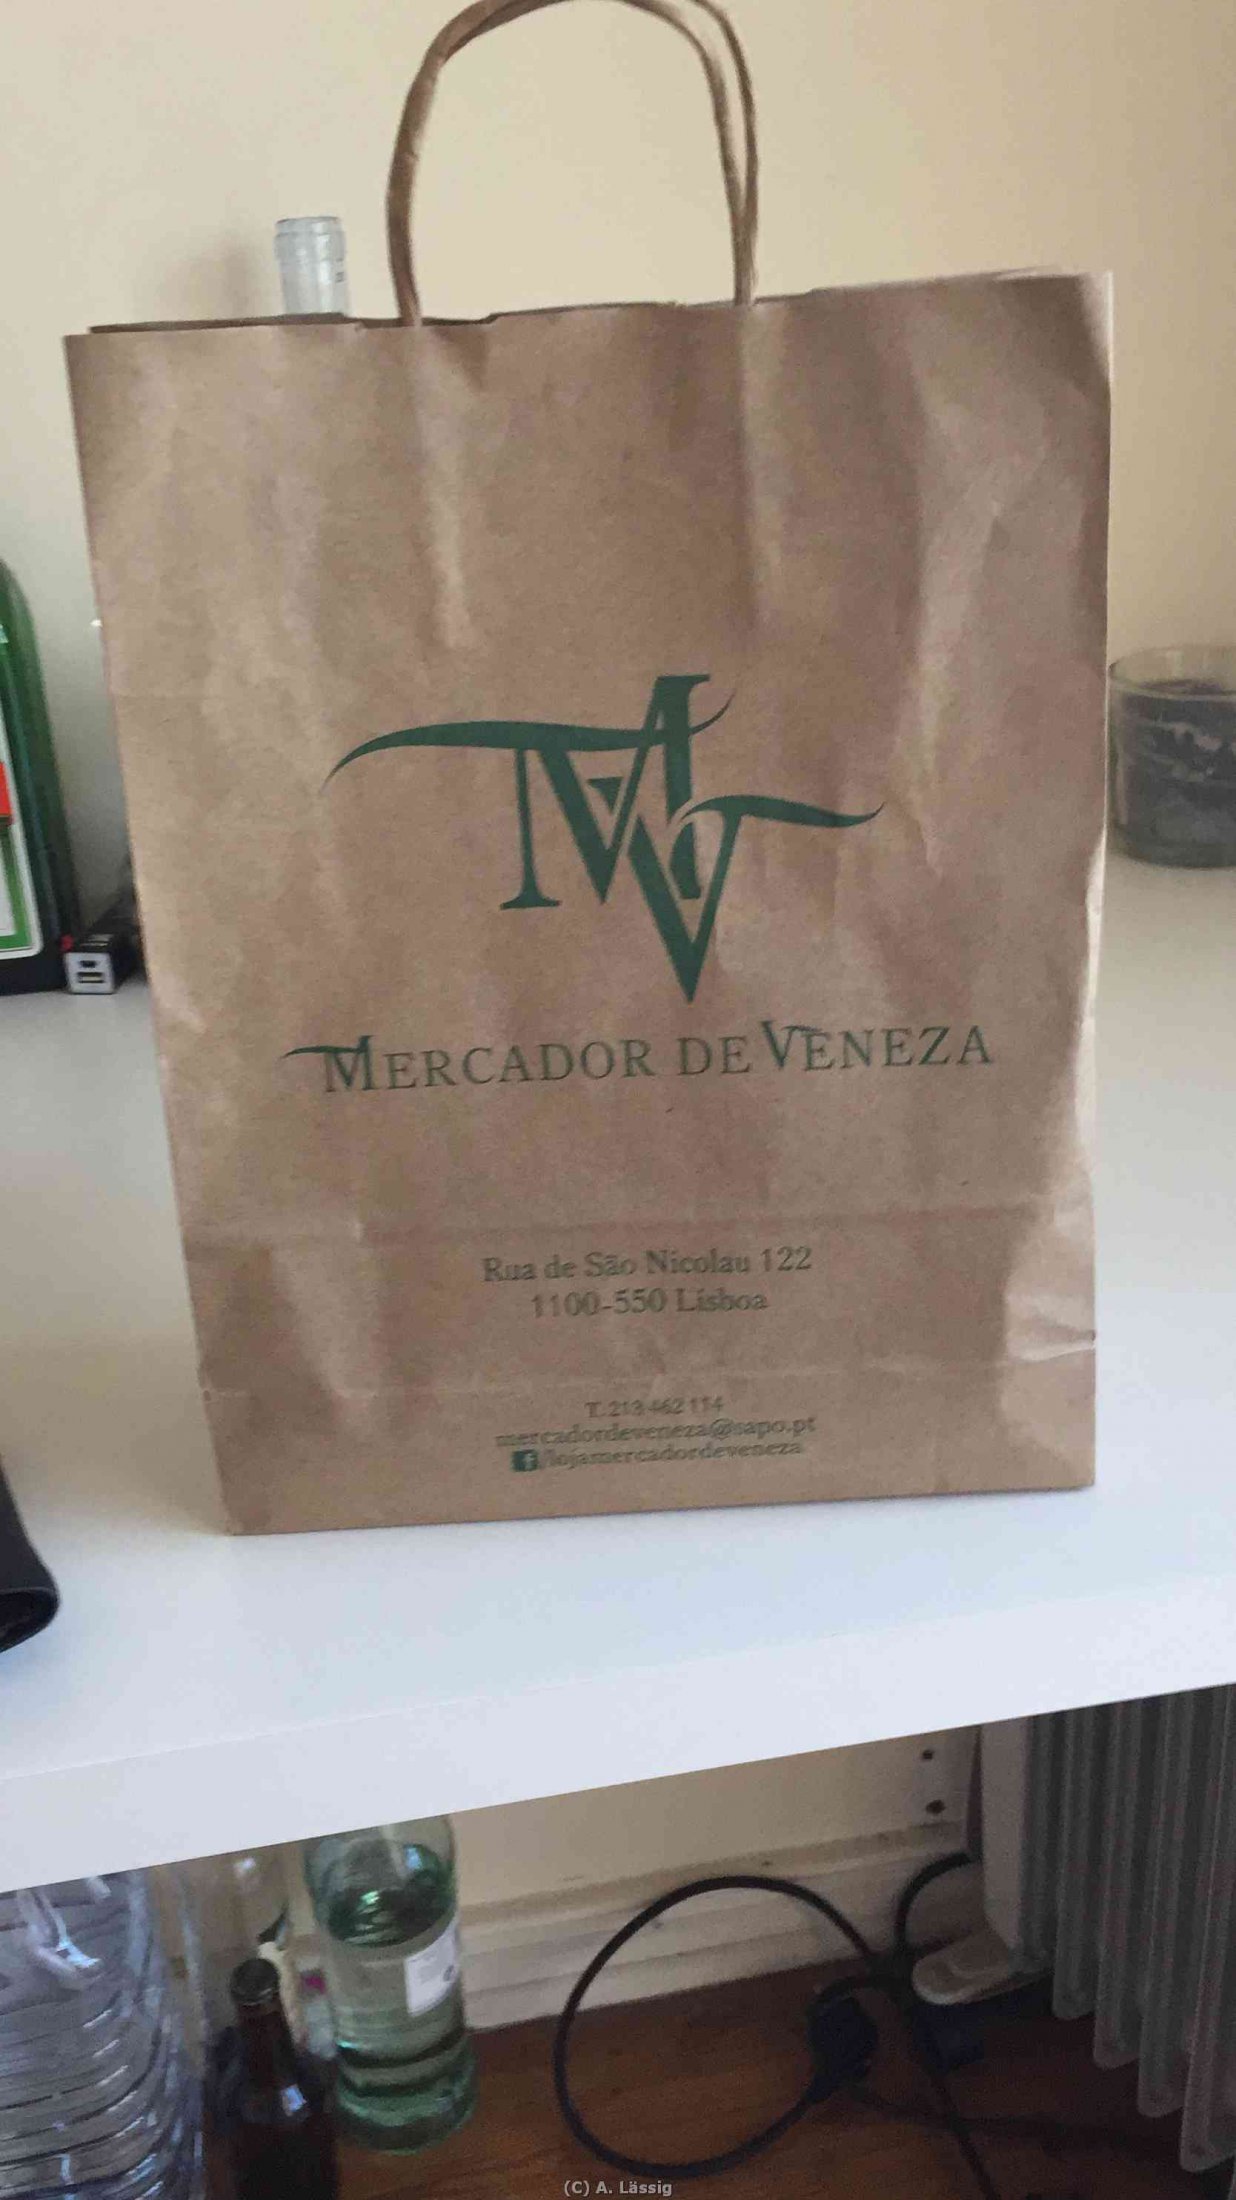 MV
MERCADOR DE VENEZA
Rua de São Nicolau 122
1100-550 Lisboa
T. 213 462 114
mercadordeveneza@sapo.pt
f /lojamercadordeveneza
(C) A. Lässig